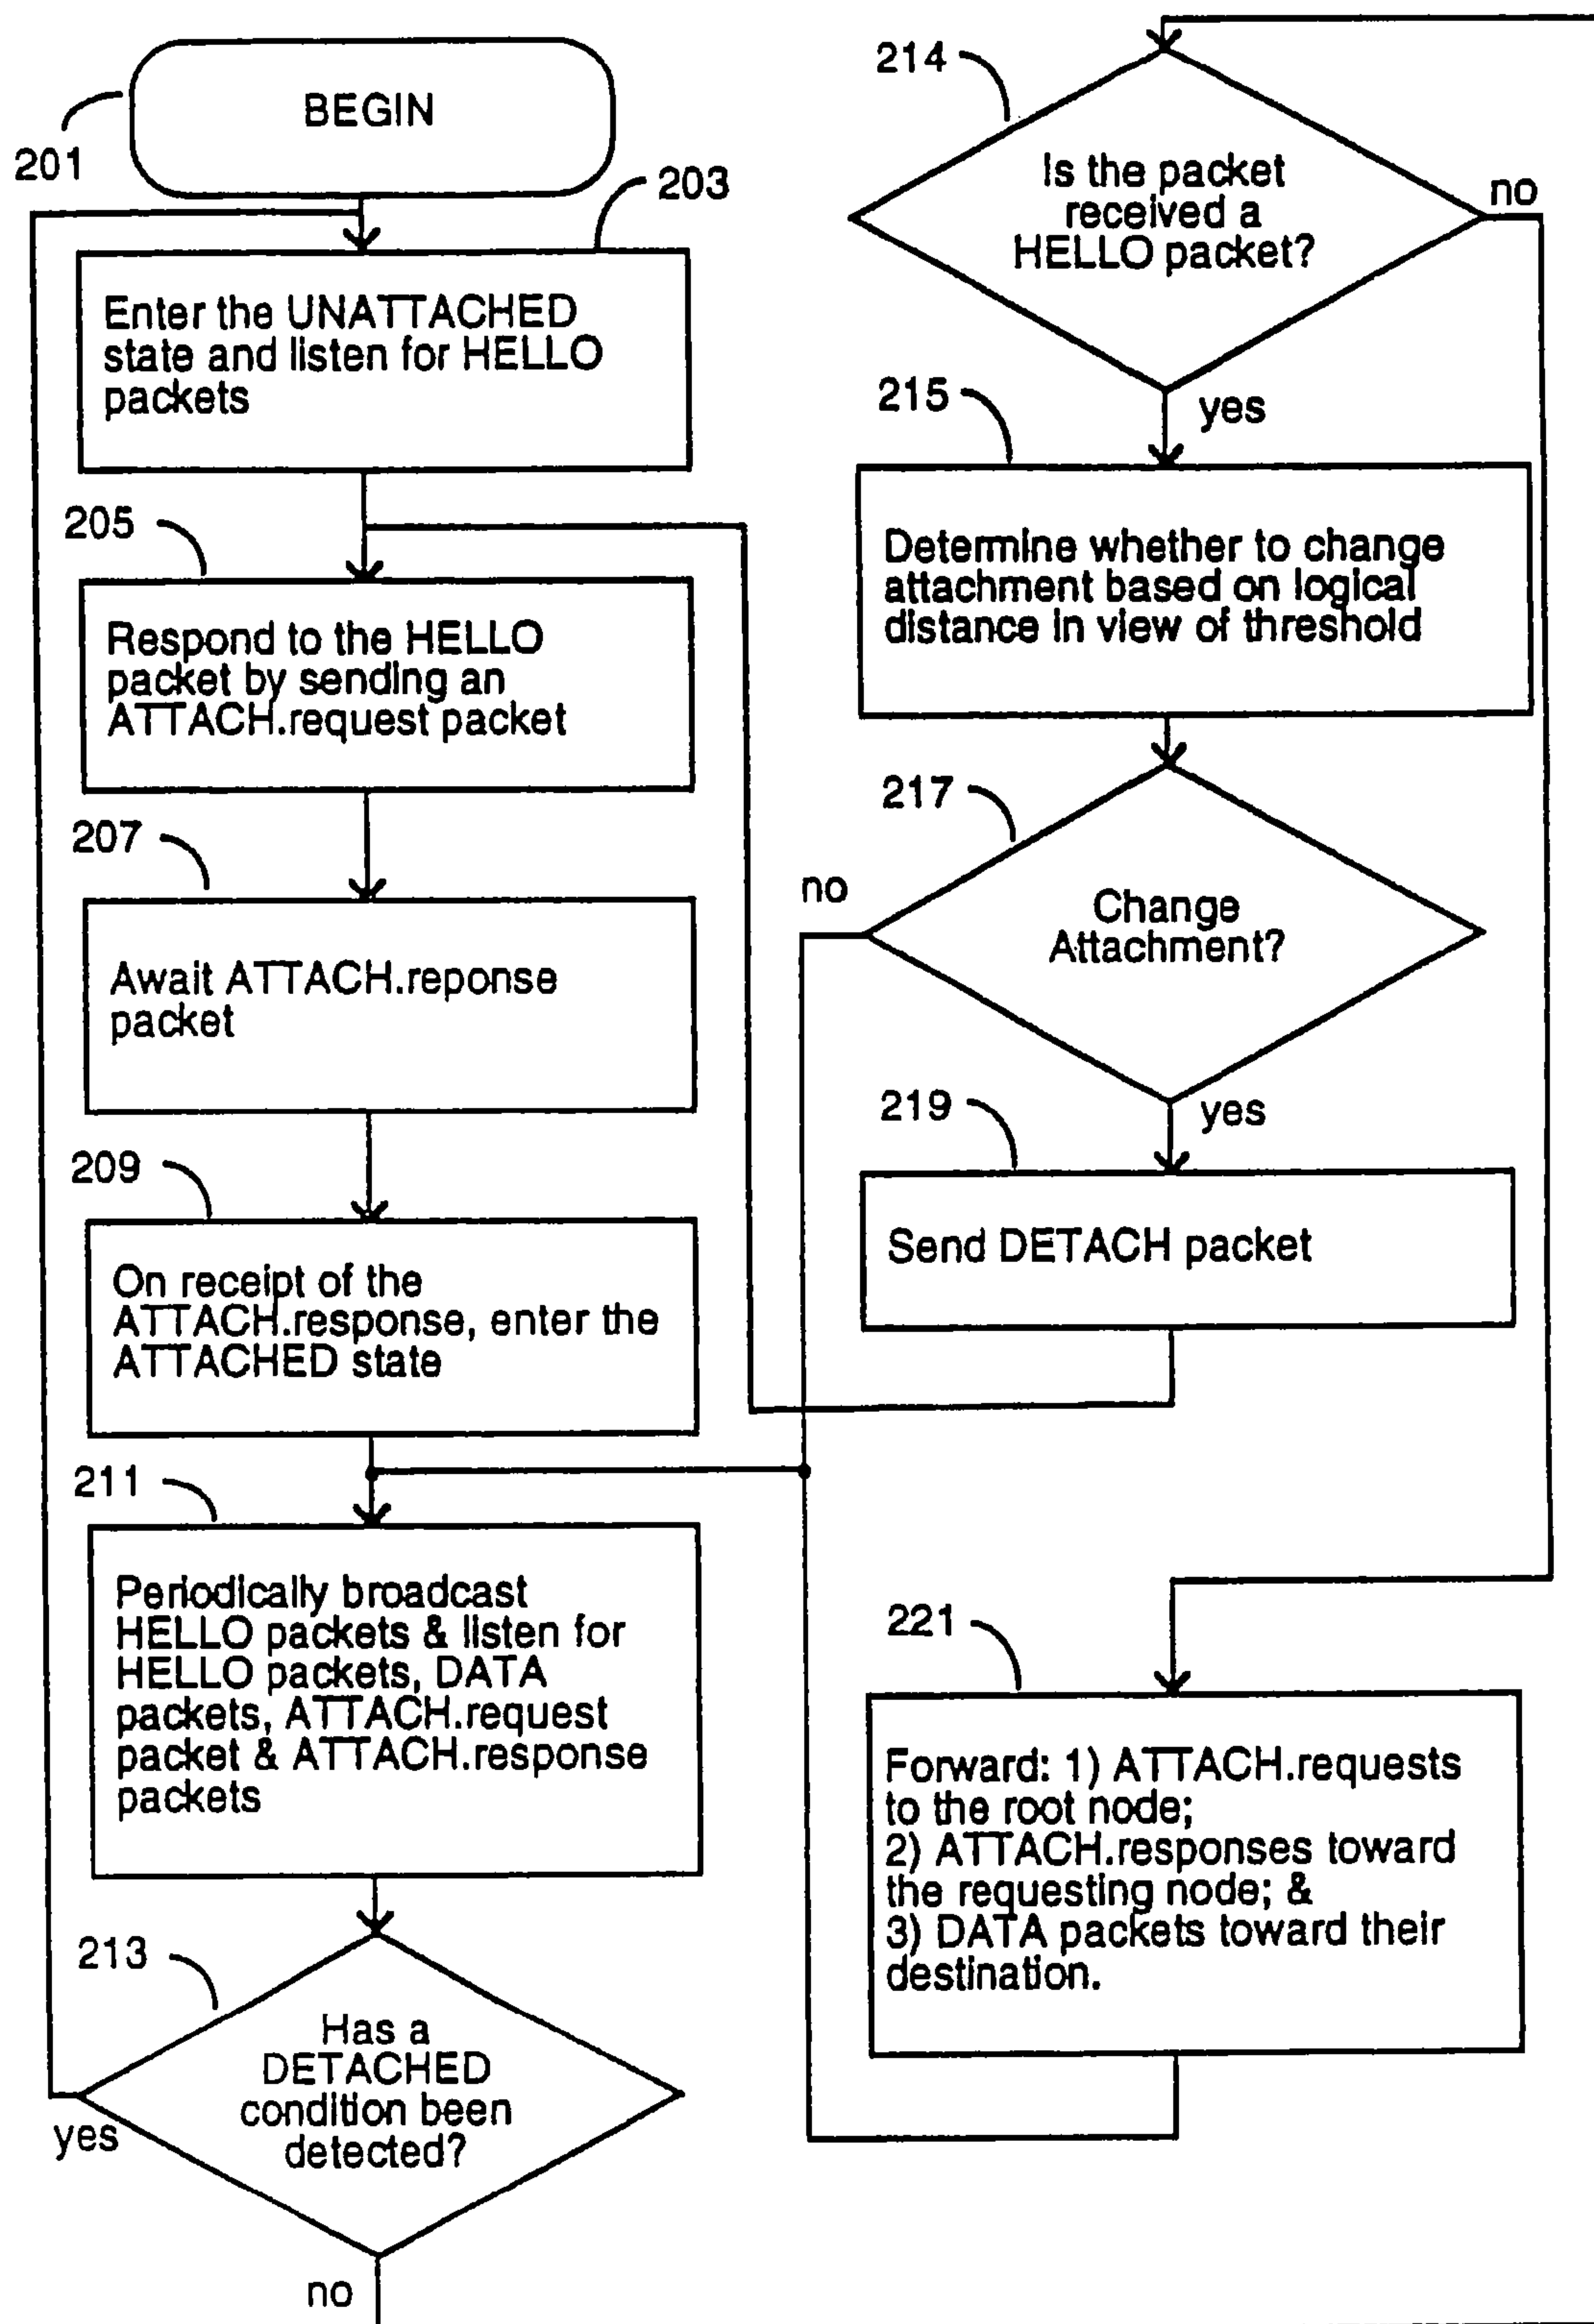 BEGIN
201
203
Enter the UNATTACHED
state and listen for HELLO
packets
205
Respond to the HELLO
packet by sending an
ATTACH.request packet
207
Await ATTACH.reponse
packet
209
On receipt of the
ATTACH.response, enter the
ATTACHED state
211
Periodically broadcast
HELLO packets & listen for
HELLO packets, DATA
packets, ATTACH.request
packet & ATTACH.response
packets
213
Has a
DETACHED
condition been
detected?
yes
no
214
Is the packet
received a
HELLO packet?
no
yes
215
Determine whether to change
attachment based on logical
distance in view of threshold
217
no
Change
Attachment?
yes
219
Send DETACH packet
221
Forward: 1) ATTACH.requests
to the root node;
2) ATTACH.responses toward
the requesting node; &
3) DATA packets toward their
destination.